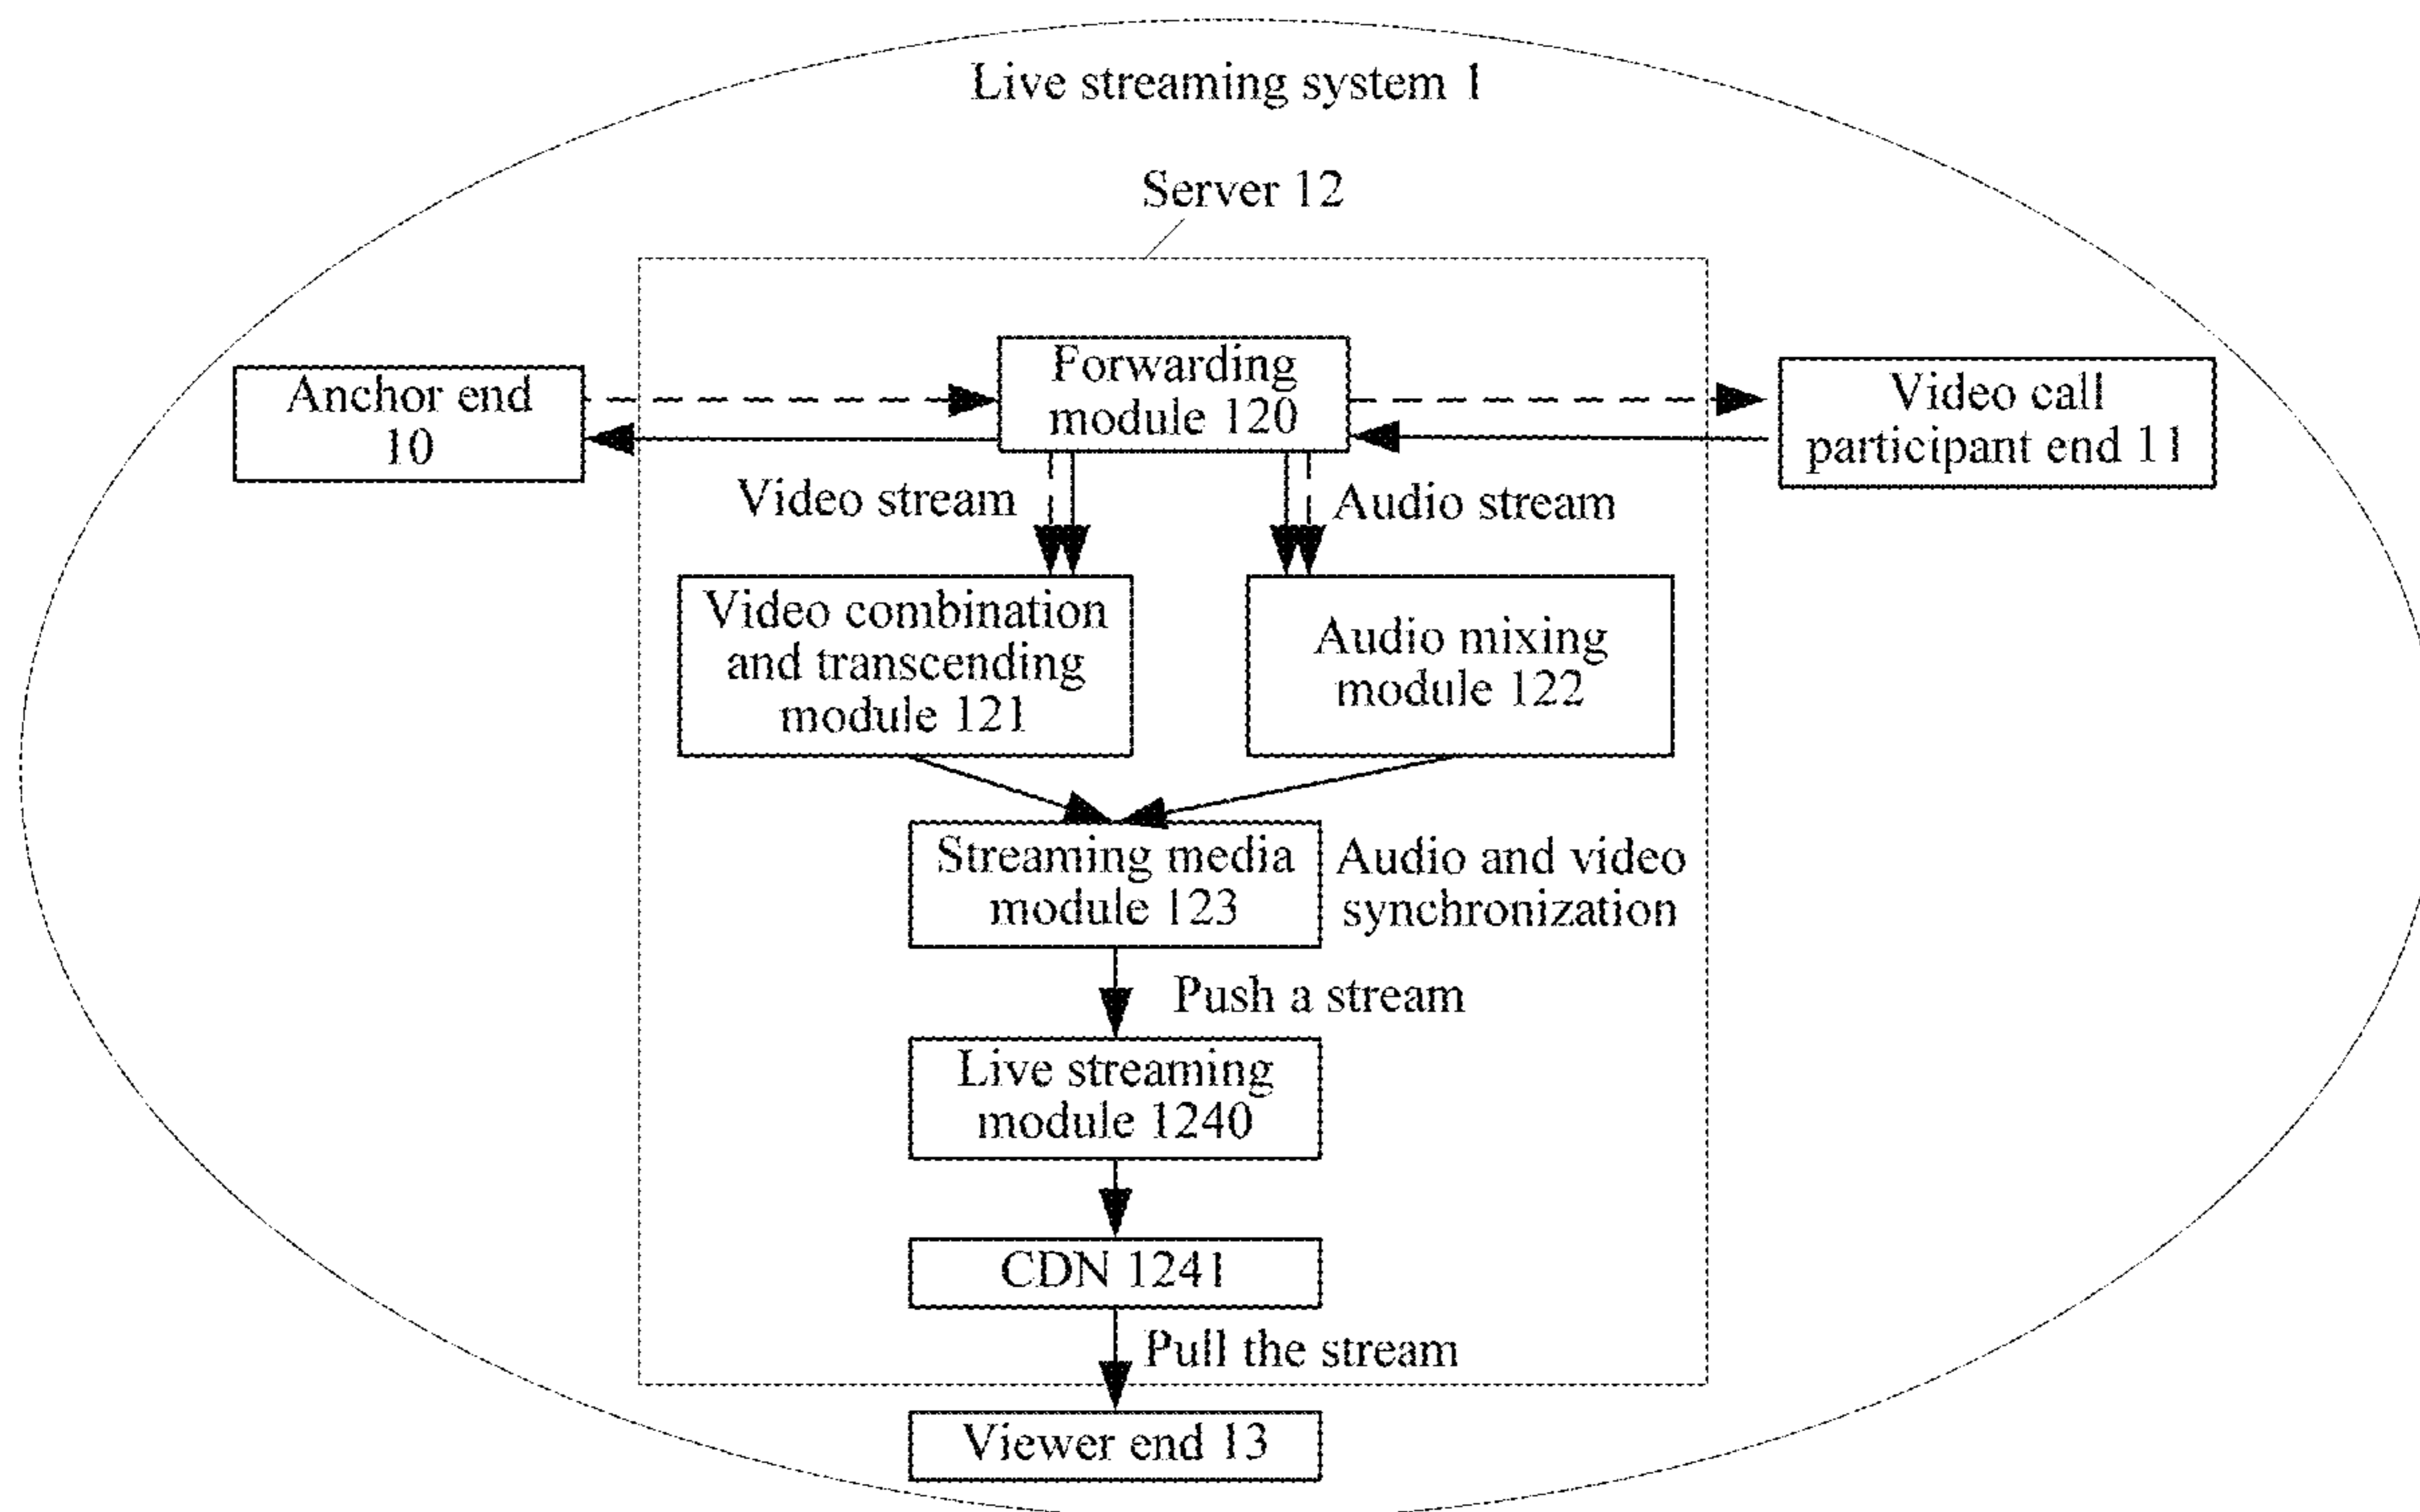 Live streaming system 1
Server 12
Anchor end
10
Forwarding
module 120
Video call
participant end 11
Video stream
Audio stream
Video combination
and transcending
module 121
Audio mixing
module 122
Streaming media
module 123
Audio and video
synchronization
Push a stream
Live streaming
module 1240
CDN 1241
Pull the stream
Viewer end 13